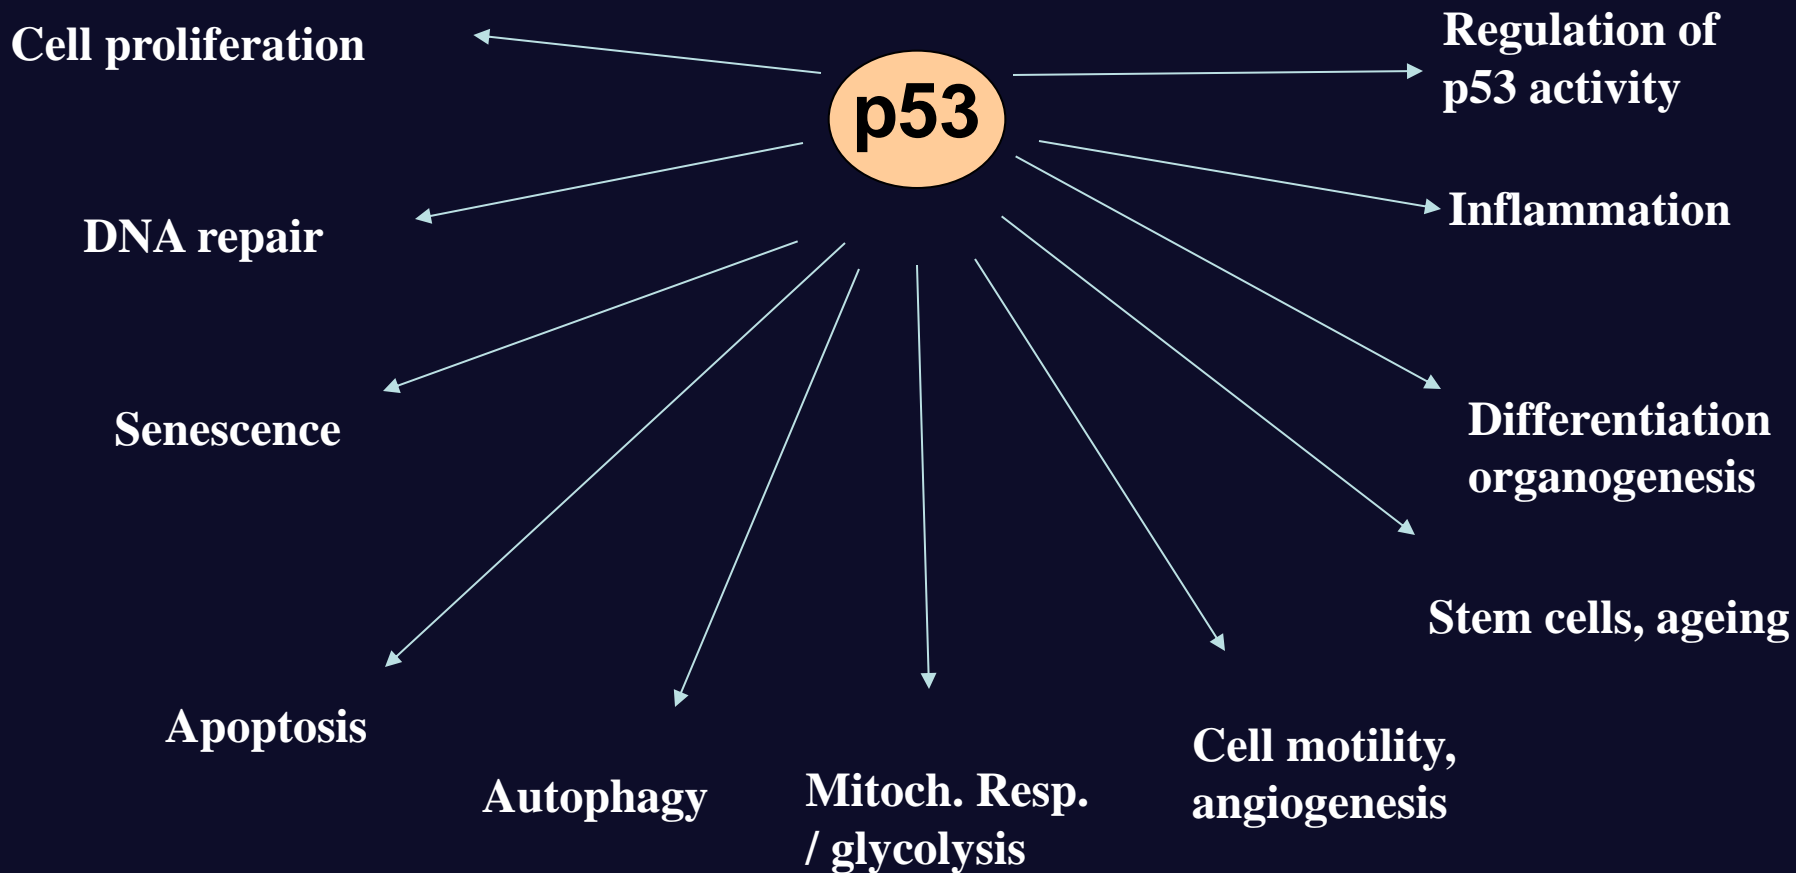 p53
Cell proliferation
DNA repair
Senescence
Apoptosis
Autophagy
Mitoch. Resp.
/ glycolysis
Cell motility,
angiogenesis
Stem cells, ageing
Differentiation
organogenesis
Inflammation
Regulation of
p53 activity